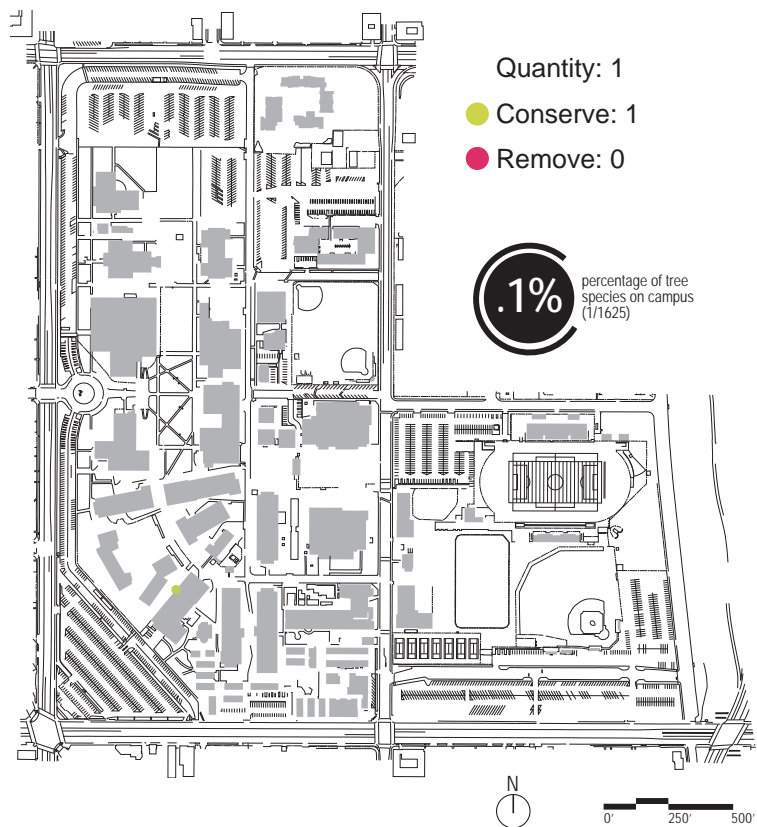 Quantity: 1
Conserve: 1
Remove: 0
.1%
percentage of tree
species on campus
(1/1625)
N
0'
250'
500'